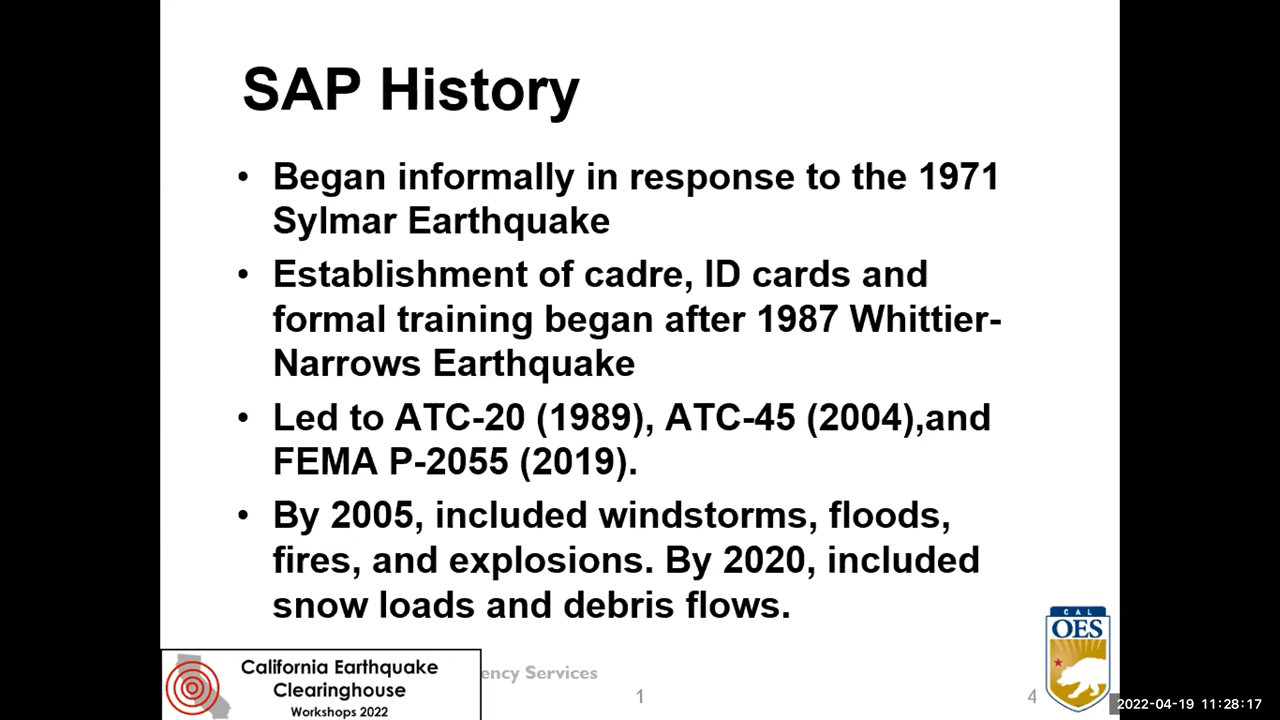 SAP History
• Began informally in response to the 1971
Sylmar Earthquake
• Establishment of cadre, ID cards and
formal training began after 1987 Whittier-
Narrows Earthquake
• Led to ATC-20 (1989), ATC-45 (2004),and
FEMA P-2055 (2019).
• By 2005, included windstorms, floods,
fires, and explosions. By 2020, included
snow loads and debris flows.
California Earthquake
Clearinghouse
Workshops 2022
ency Services
1
4
CAL
OES
2022-04-19 11:28:17